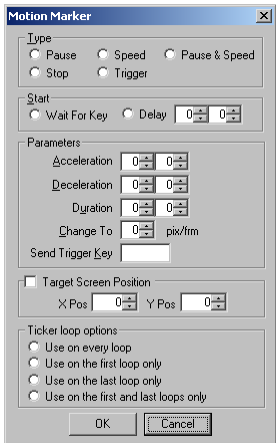 Motion Marker
Type
Pause Speed Pause & Speed
Stop Trigger
Start
Wait For Key Delay 0 0
Parameters
Acceleration 0 0
Deceleration 0 0
Duration 0 0
Change To 0 pix/frm
Send Trigger Key
Target Screen Position
X Pos 0 Y Pos 0
Ticker loop options
Use on every loop
Use on the first loop only
Use on the last loop only
Use on the first and last loops only
OK Cancel